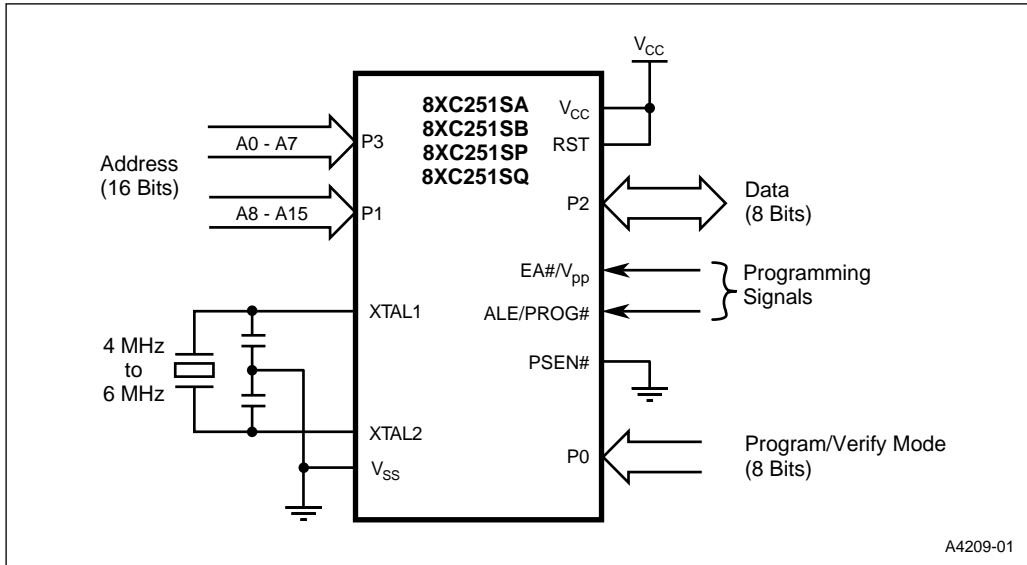 V_CC
8XC251SA
8XC251SB
8XC251SP
8XC251SQ
V_CC
RST
A0 - A7
P3
Address
(16 Bits)
A8 - A15
P1
P2
Data
(8 Bits)
EA#/V_pp
Programming
Signals
ALE/PROG#
XTAL1
PSEN#
4 MHz
to
6 MHz
XTAL2
V_SS
P0
Program/Verify Mode
(8 Bits)
A4209-01